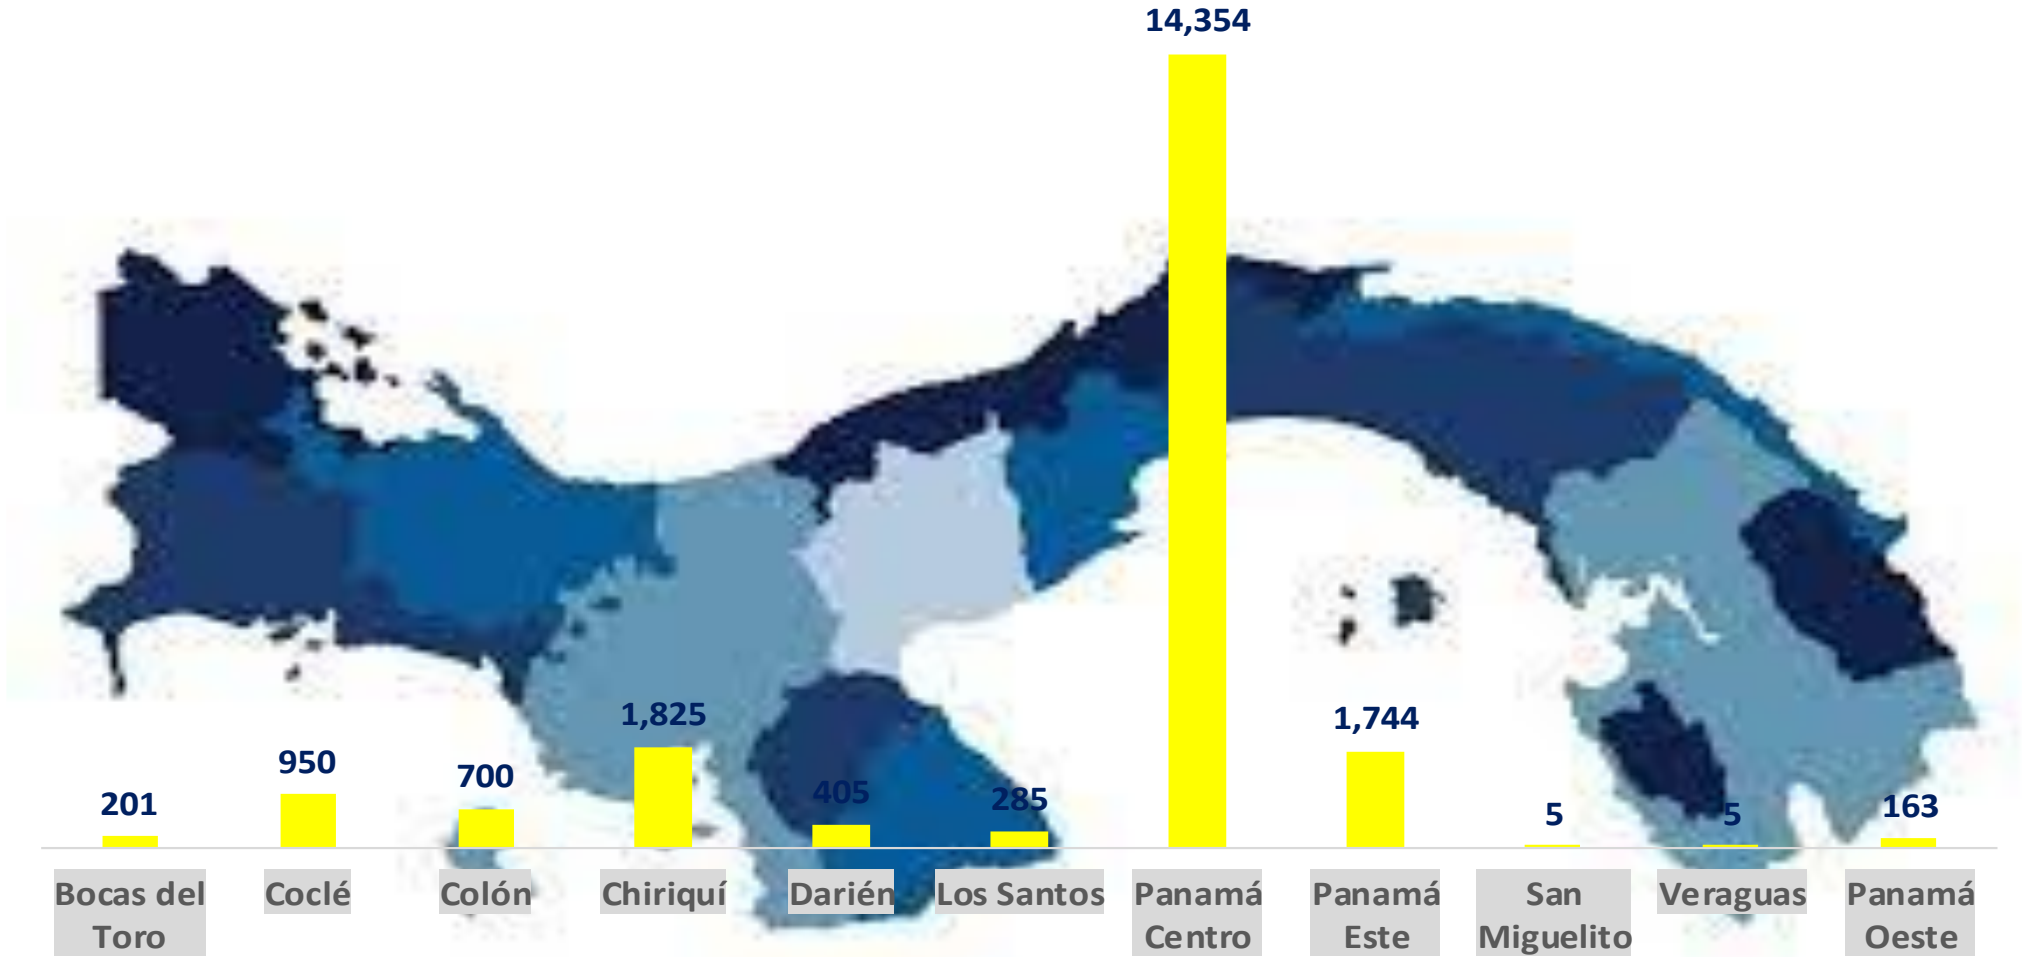 14,354
201
950
700
1,825
405
285
1,744
5
5
163
Bocas del
Toro
Coclé
Colón
Chiriquí
Darién
Los Santos
Panamá
Centro
Panamá
Este
San
Miguelito
Veraguas
Panamá
Oeste